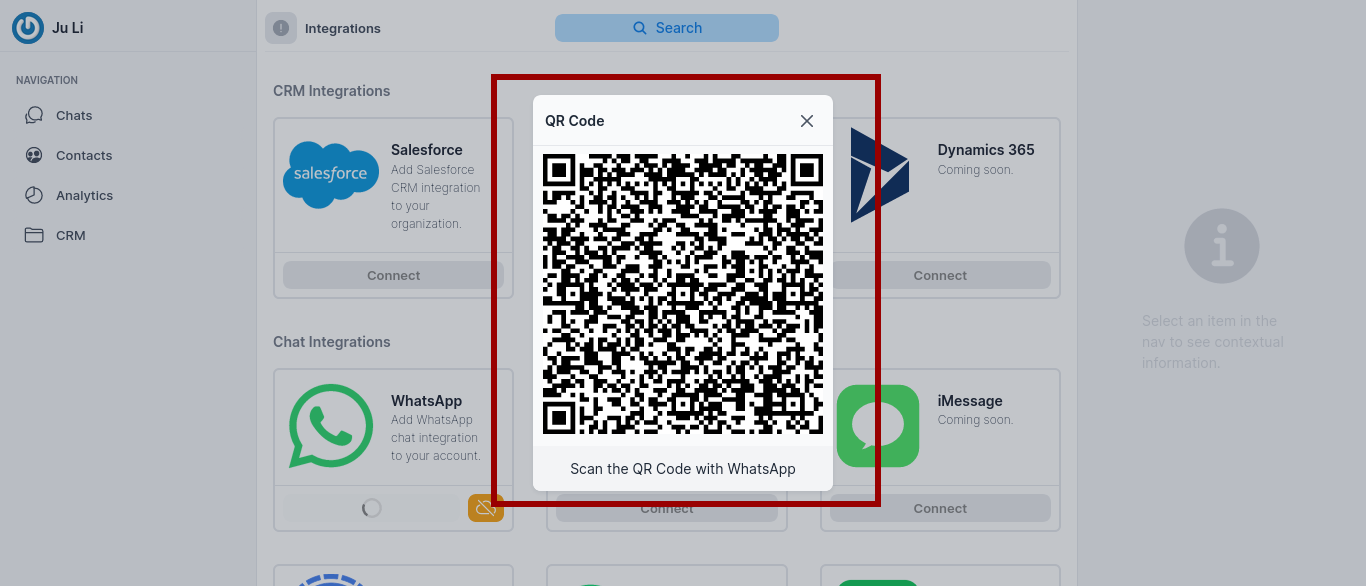 Ju Li
Integrations
Search
NAVIGATION
Chats
Contacts
Analytics
CRM
CRM Integrations
salesforce
Salesforce
Add Salesforce
CRM integration
to your
organization.
Connect
QR Code
Scan the QR Code with WhatsApp
Dynamics 365
Coming soon.
Connect
Chat Integrations
WhatsApp
Add WhatsApp
chat integration
to your account.
Connect
iMessage
Coming soon.
Connect
Select an item in the
nav to see contextual
information.